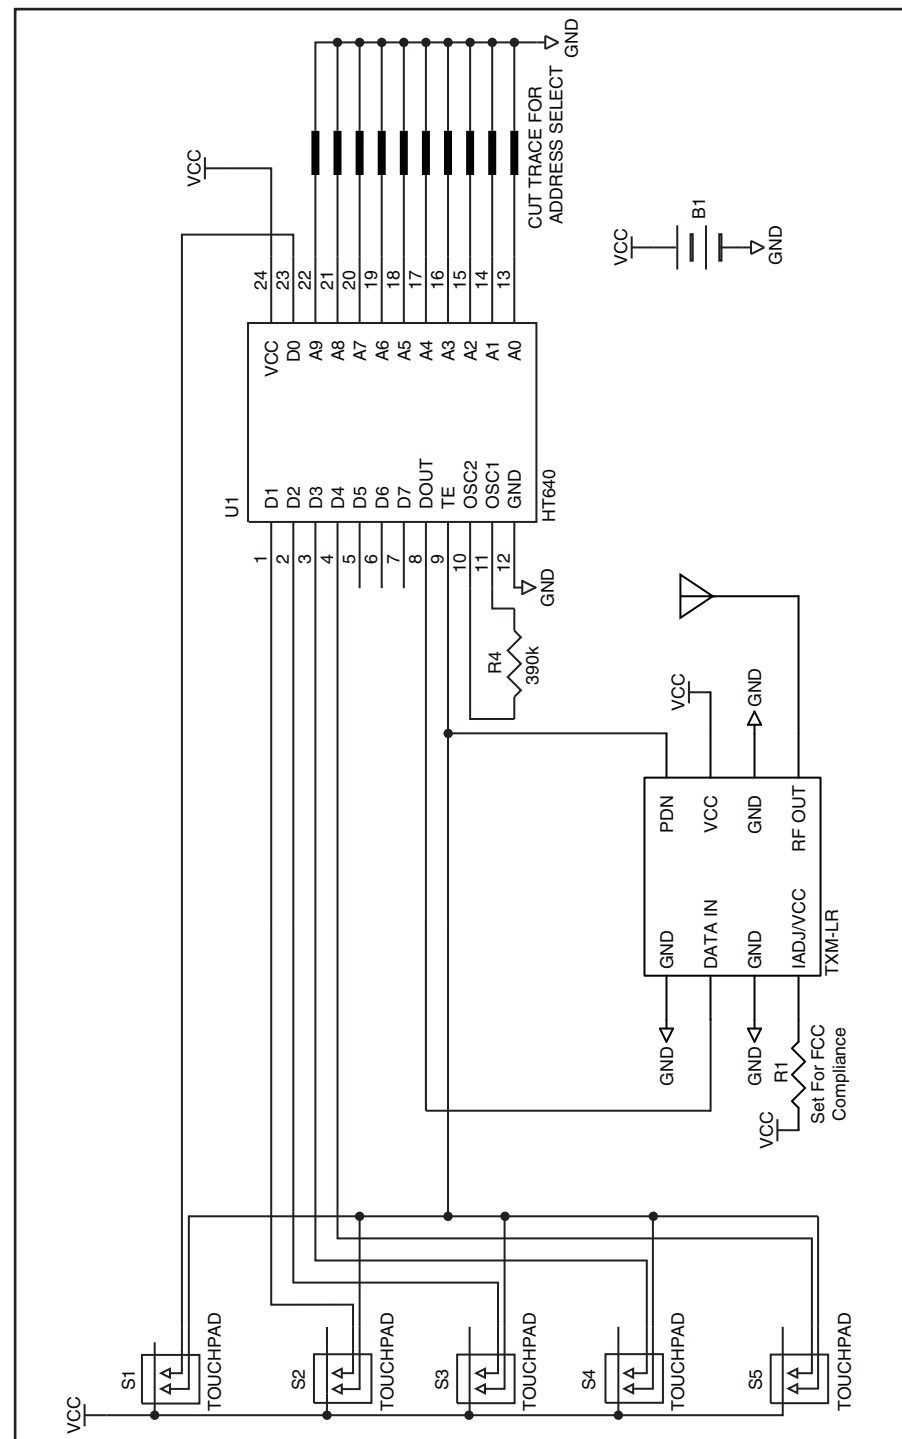 GND
CUT TRACE FOR
ADDRESS SELECT
VCC
24
23
22
21
20
19
18
17
16
15
14
13
VCC
D0
A9
A8
A7
A6
A5
A4
A3
A2
A1
A0
U1
D1
D2
D3
D4
D5
D6
D7
DOUT
TE
OSC2
OSC1
GND
HT640
1
2
3
4
5
6
7
8
9
10
11
12
GND
R4
390k
VCC
B1
GND
VCC
GND
PDN
VCC
GND
RF OUT
GND
DATA IN
GND
IADJ/VCC
TXM-LR
GND
GND
VCC
R1
Set For FCC
Compliance
VCC
S1
TOUCHPAD
S2
TOUCHPAD
S3
TOUCHPAD
S4
TOUCHPAD
S5
TOUCHPAD